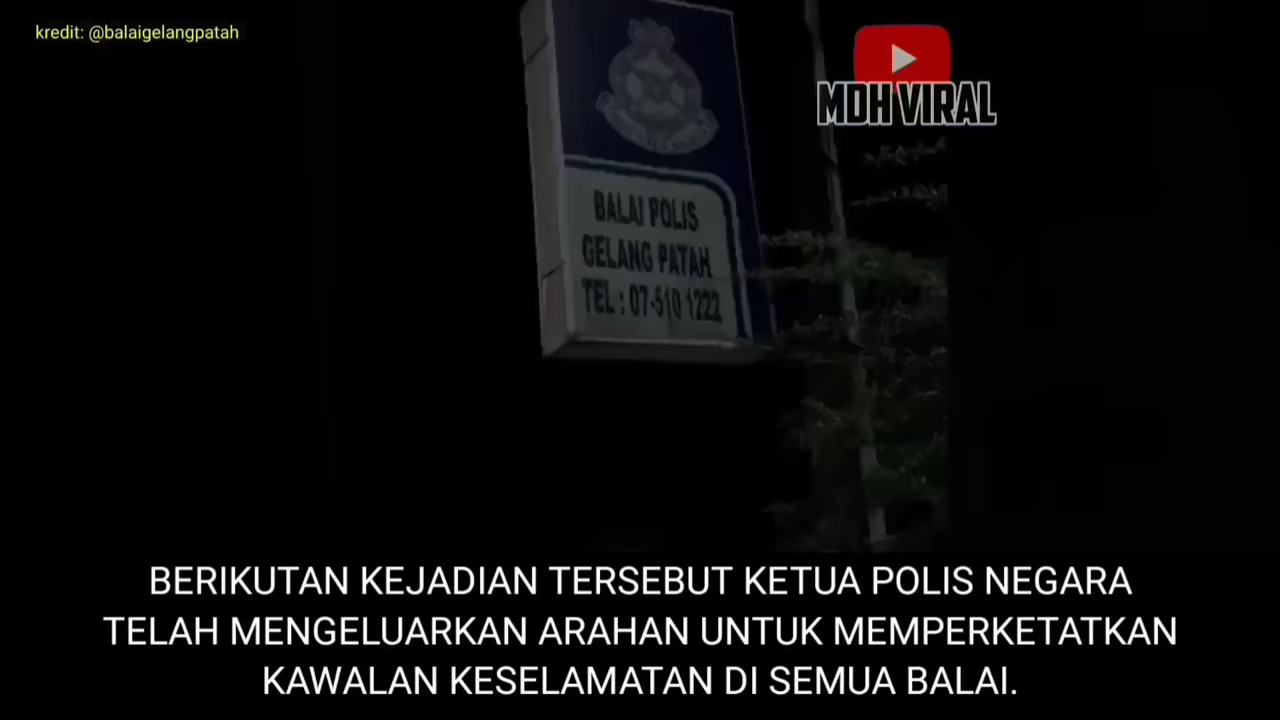 kredit: @balaigelangpatah
MDH VIRAL
BALAI POLIS
GELANG PATAH
TEL : 07-510 1222
BERIKUTAN KEJADIAN TERSEBUT KETUA POLIS NEGARA
TELAH MENGELUARKAN ARAHAN UNTUK MEMPERKETATKAN
KAWALAN KESELAMATAN DI SEMUA BALAI.